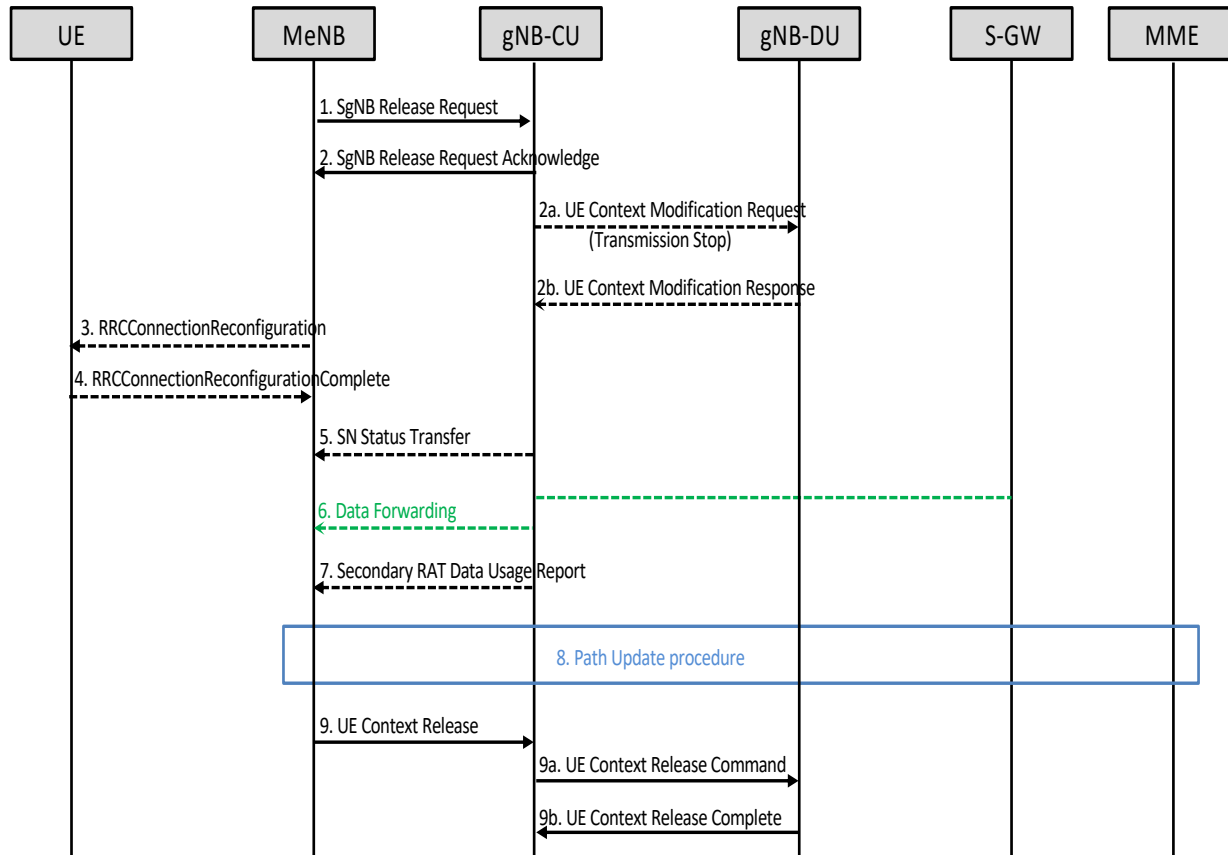 UE
MeNB
gNB-CU
gNB-DU
S-GW
MME
1. SgNB Release Request
2. SgNB Release Request Acknowledge
2a. UE Context Modification Request
(Transmission Stop)
2b. UE Context Modification Response
3. RRCConnectionReconfiguration
4. RRCConnectionReconfigurationComplete
5. SN Status Transfer
6. Data Forwarding
7. Secondary RAT Data Usage Report
8. Path Update procedure
9. UE Context Release
9a. UE Context Release Command
9b. UE Context Release Complete